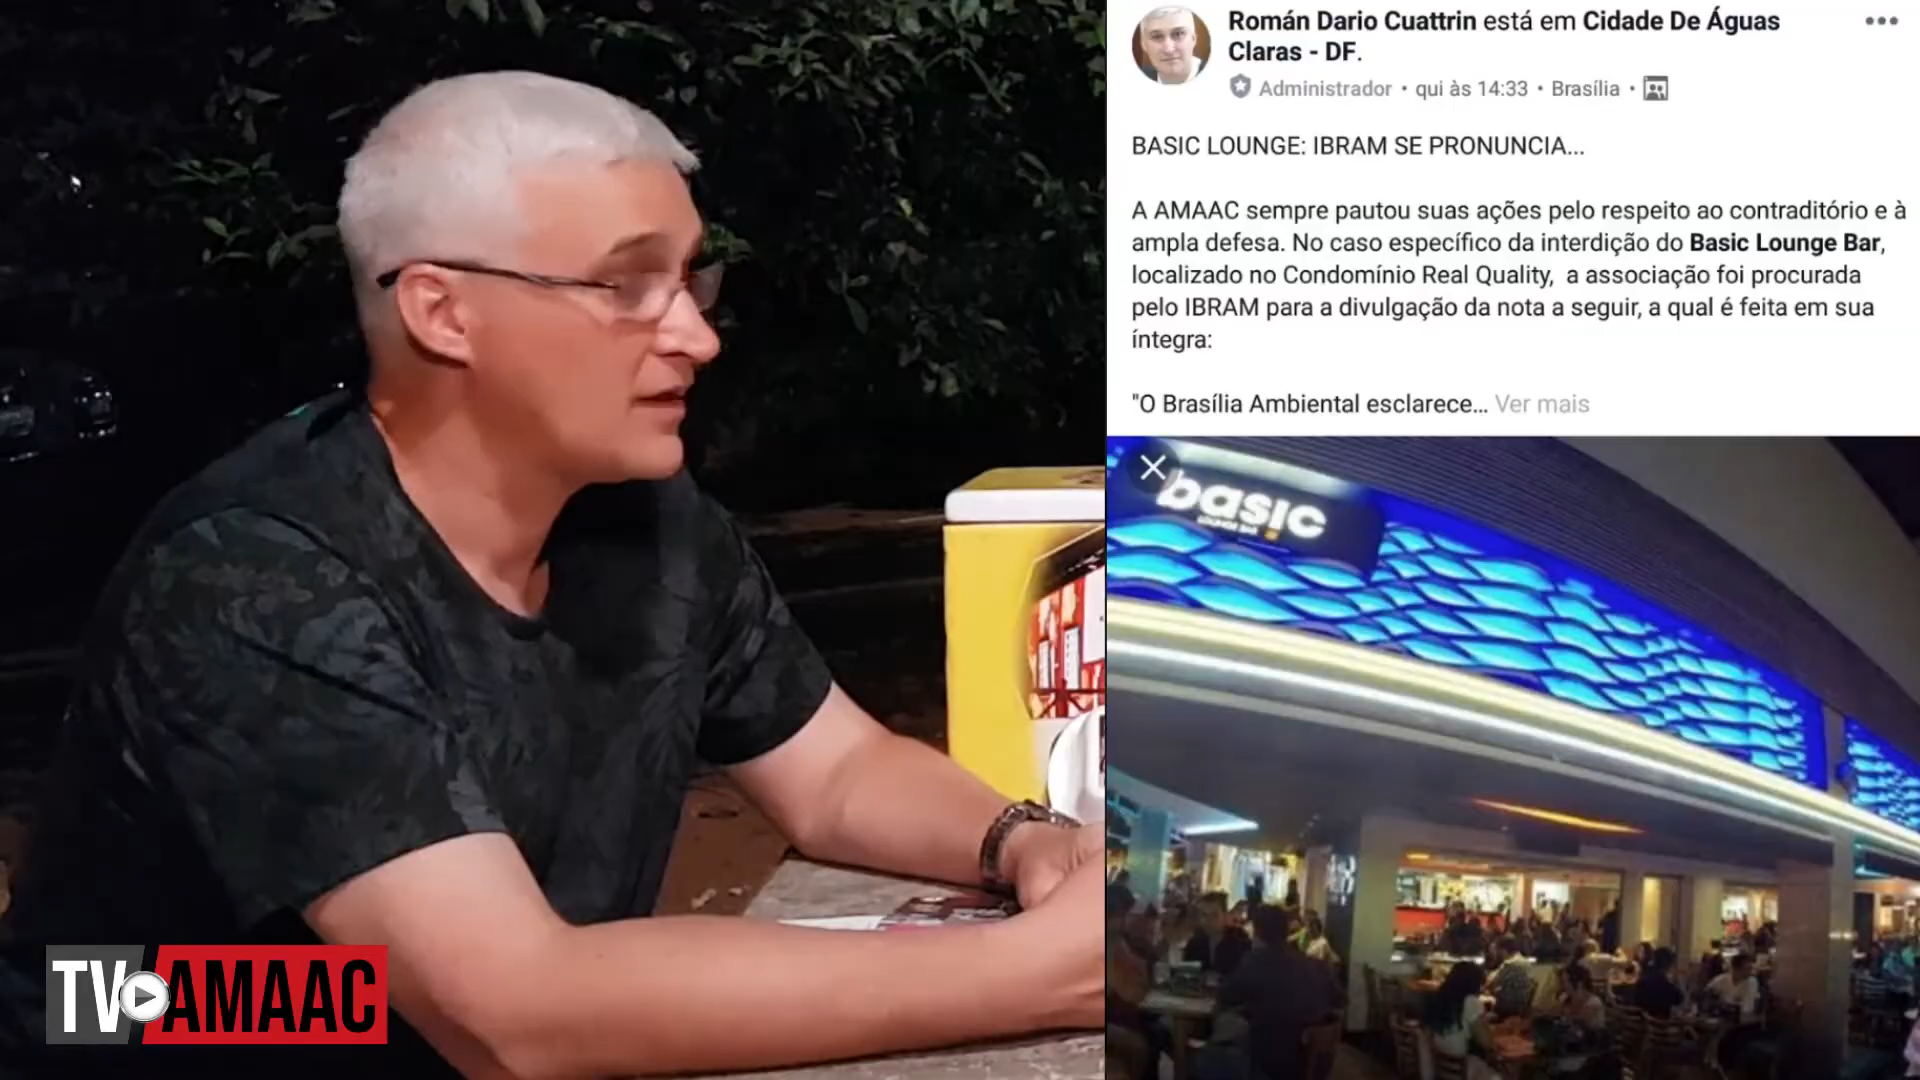 Román Dario Cuattrin está em Cidade De Águas
Claras - DF.
Administrador • qui às 14:33 • Brasília •
BASIC LOUNGE: IBRAM SE PRONUNCIA...
A AMAAC sempre pautou suas ações pelo respeito ao contraditório e à
ampla defesa. No caso específico da interdição do Basic Lounge Bar,
localizado no Condomínio Real Quality, a associação foi procurada
pelo IBRAM para a divulgação da nota a seguir, a qual é feita em sua
íntegra:
"O Brasília Ambiental esclarece... Ver mais
basic
LOUNGE BAR
TV AMAAC